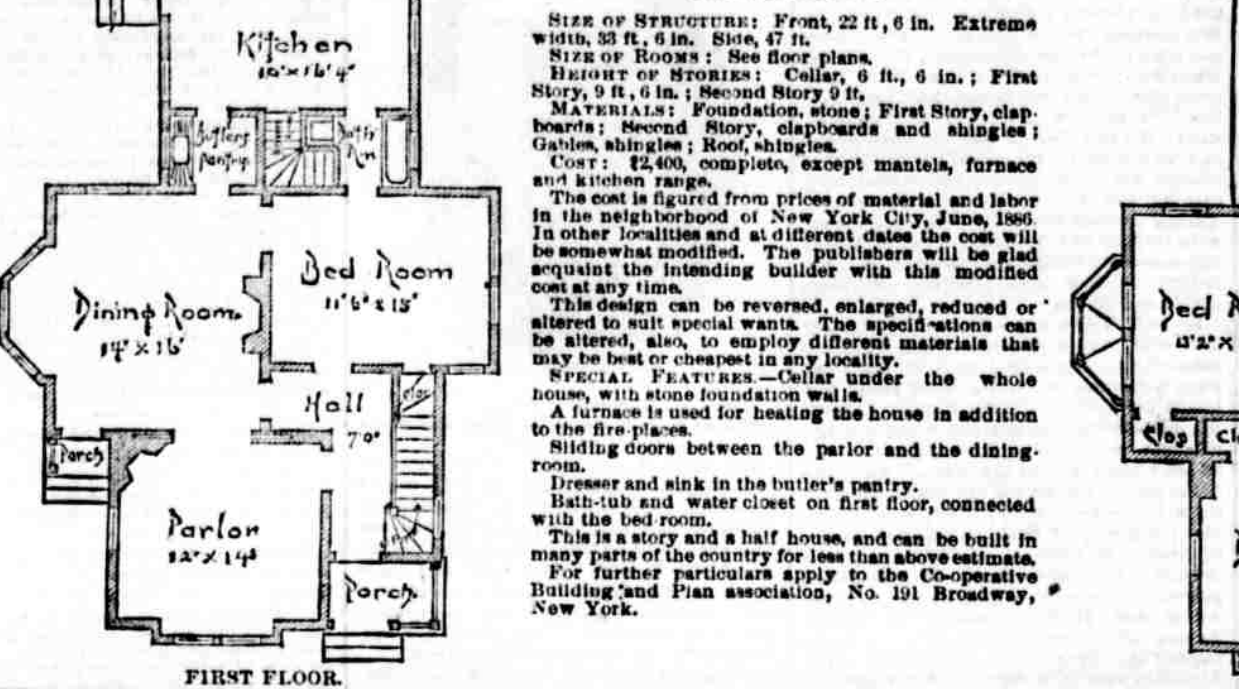 Kitchen
Butlers
Pantry
Bath
Rm
Dining Room
14' x 16'
Bed Room
11' 6" x 15'
Hall
7'0"
Clos
Porch
Parlor
12' x 14'
Porch
FIRST FLOOR.
SIZE OF STRUCTURE: Front, 22 ft, 6 in. Extreme
width, 33 ft, 6 in. Side, 47 ft.
SIZE OF ROOMS: See floor plans.
HEIGHT OF STORIES: Cellar, 6 ft., 6 in.; First
Story, 9 ft, 6 in.; Second Story 9 ft.
MATERIALS: Foundation, stone; First Story, clap-
boards; Second Story, clapboards and shingles;
Gables, shingles; Roof, shingles.
COST: $2,400, complete, except mantels, furnace
and kitchen range.
The cost is figured from prices of material and labor
in the neighborhood of New York City, June, 1886.
In other localities and at different dates the cost will
be somewhat modified. The publishers will be glad
acquaint the intending builder with this modified
cost at any time.
This design can be reversed, enlarged, reduced or
altered to suit special wants. The specifications can
be altered, also, to employ different materials that
may be best or cheapest in any locality.
SPECIAL FEATURES.—Cellar under the whole
house, with stone foundation walls.
A furnace is used for heating the house in addition
to the fire-places.
Sliding doors between the parlor and the dining-
room.
Dresser and sink in the butler's pantry.
Bath-tub and water closet on first floor, connected
with the bed-room.
This is a story and a half house, and can be built in
many parts of the country for less than above estimate.
For further particulars apply to the Co-operative
Building and Plan association, No. 191 Broadway,
New York.
Bed
Clos